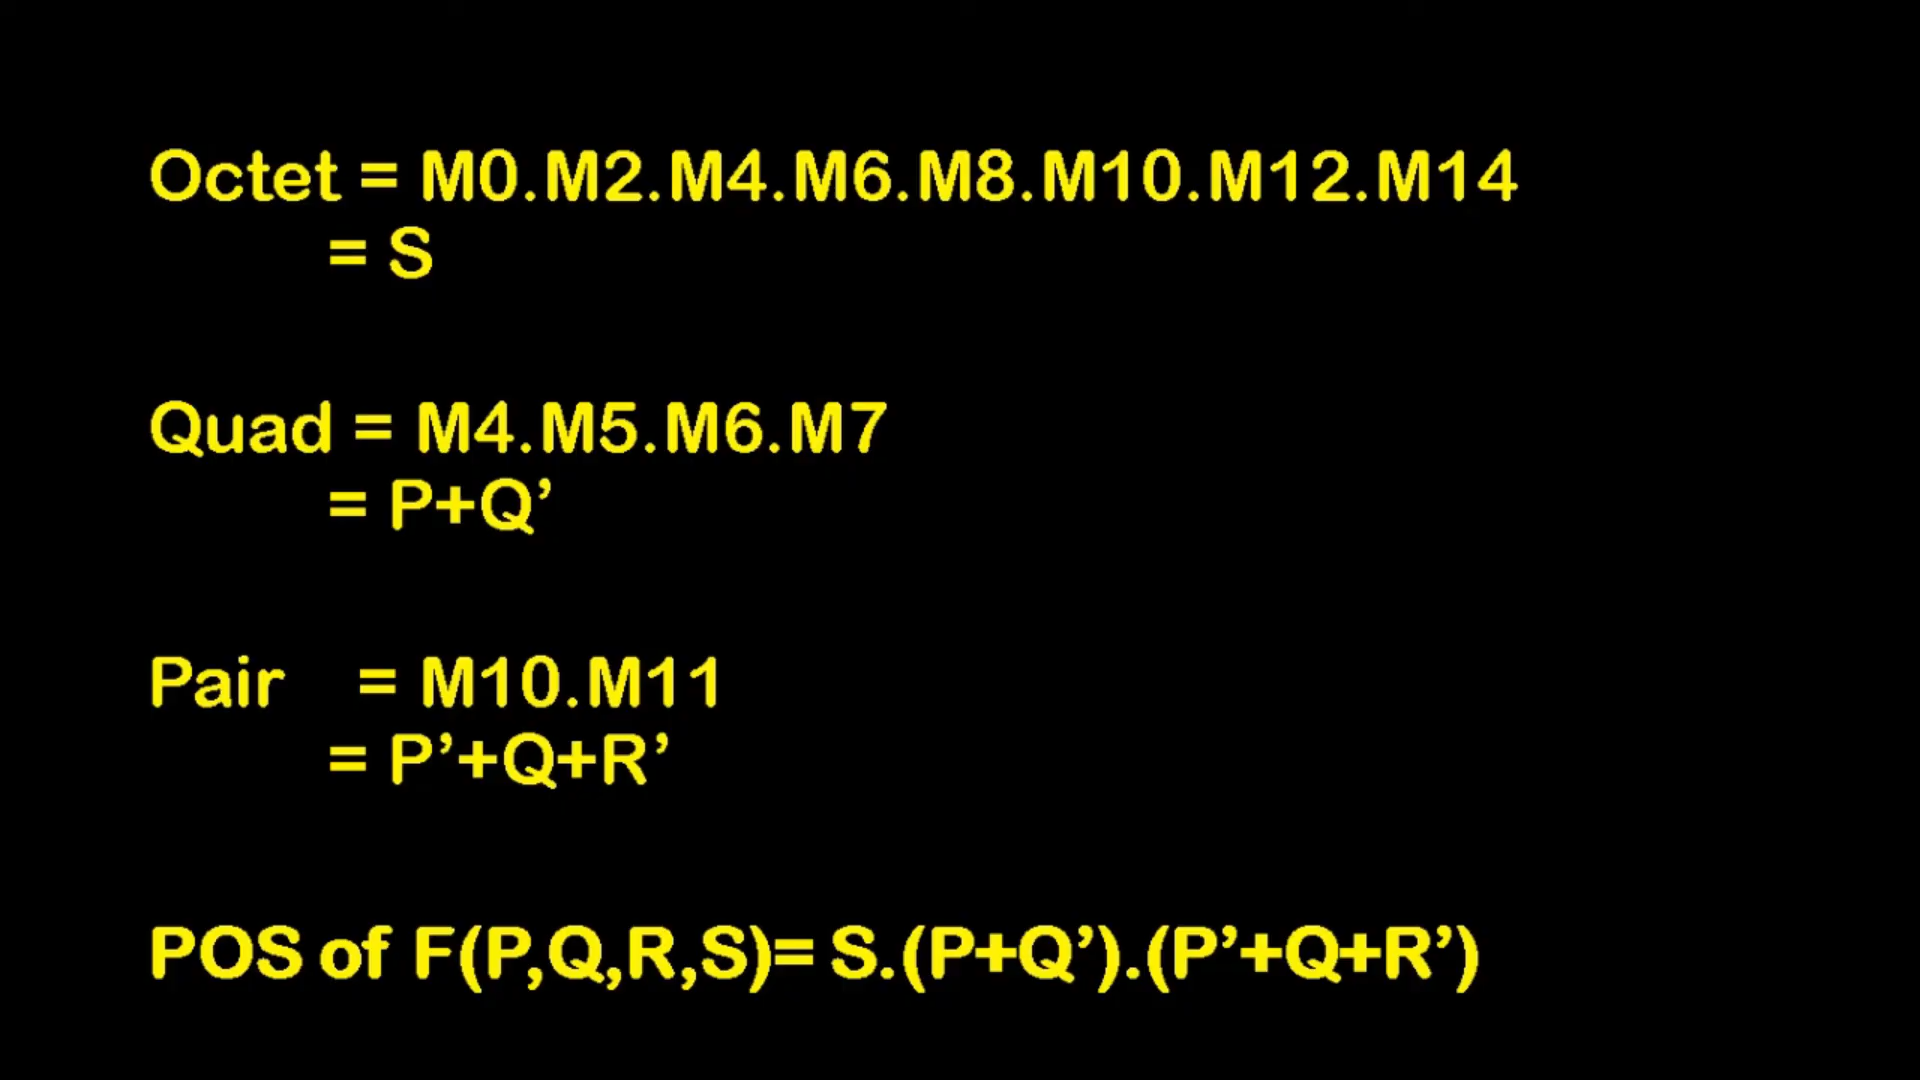 Octet = M0.M2.M4.M6.M8.M10.M12.M14
= S
Quad = M4.M5.M6.M7
= P+Q’
Pair = M10.M11
= P’+Q+R’
POS of F(P,Q,R,S)= S.(P+Q’).(P’+Q+R’)